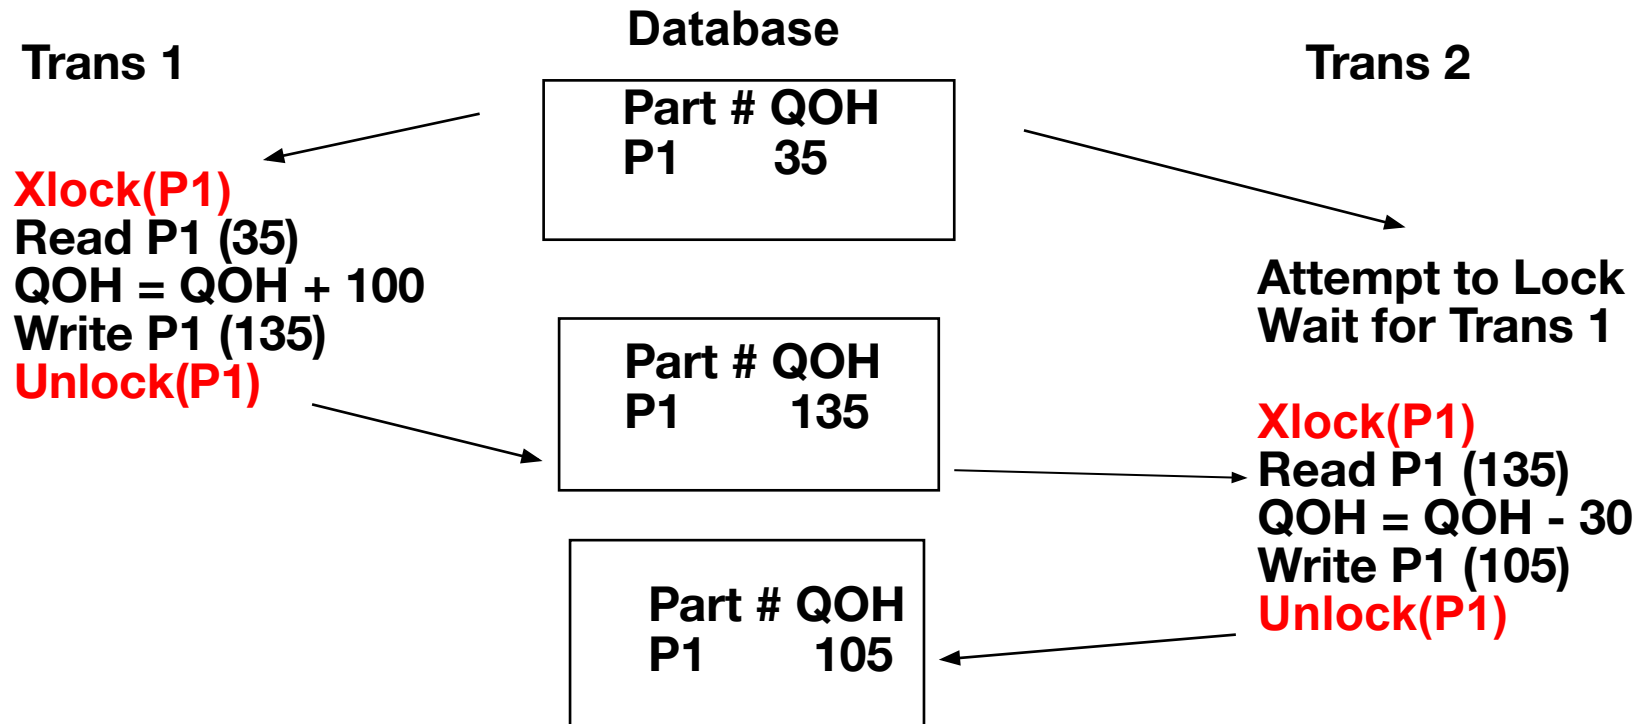 Database
Trans 1
Trans 2
Part # QOH
P1 35
Xlock(P1)
Read P1 (35)
QOH = QOH + 100
Write P1 (135)
Unlock(P1)
Attempt to Lock
Wait for Trans 1
Part # QOH
P1 135
Xlock(P1)
Read P1 (135)
QOH = QOH - 30
Write P1 (105)
Unlock(P1)
Part # QOH
P1 105